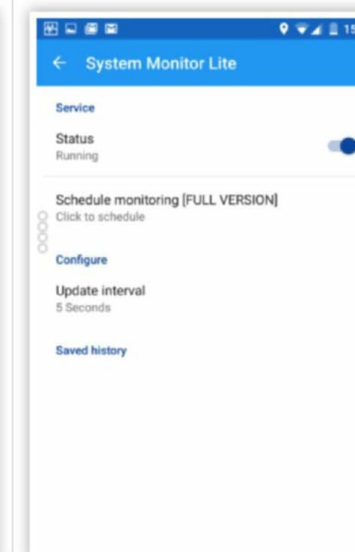 15
System Monitor Lite
Service
Status
Running
Schedule monitoring [FULL VERSION]
Click to schedule
Configure
Update interval
5 Seconds
Saved history